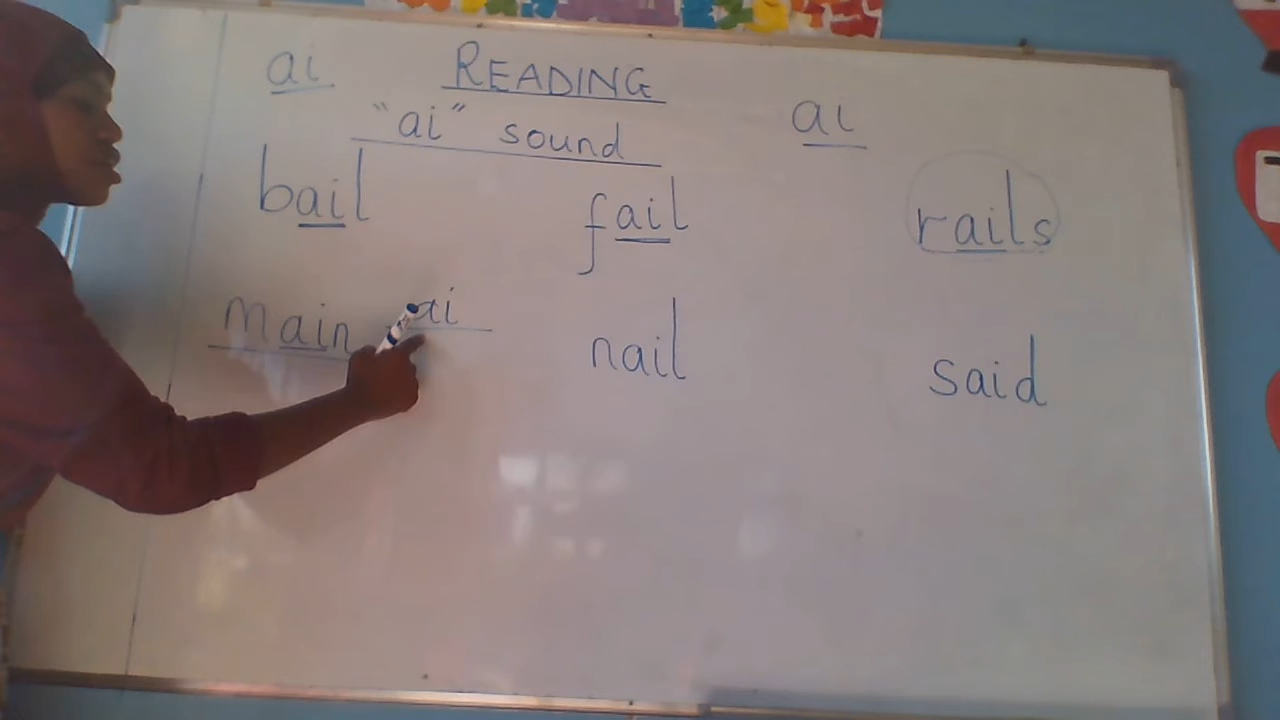 ai READING
"ai" sound ai
bail fail rails
main ai nail said